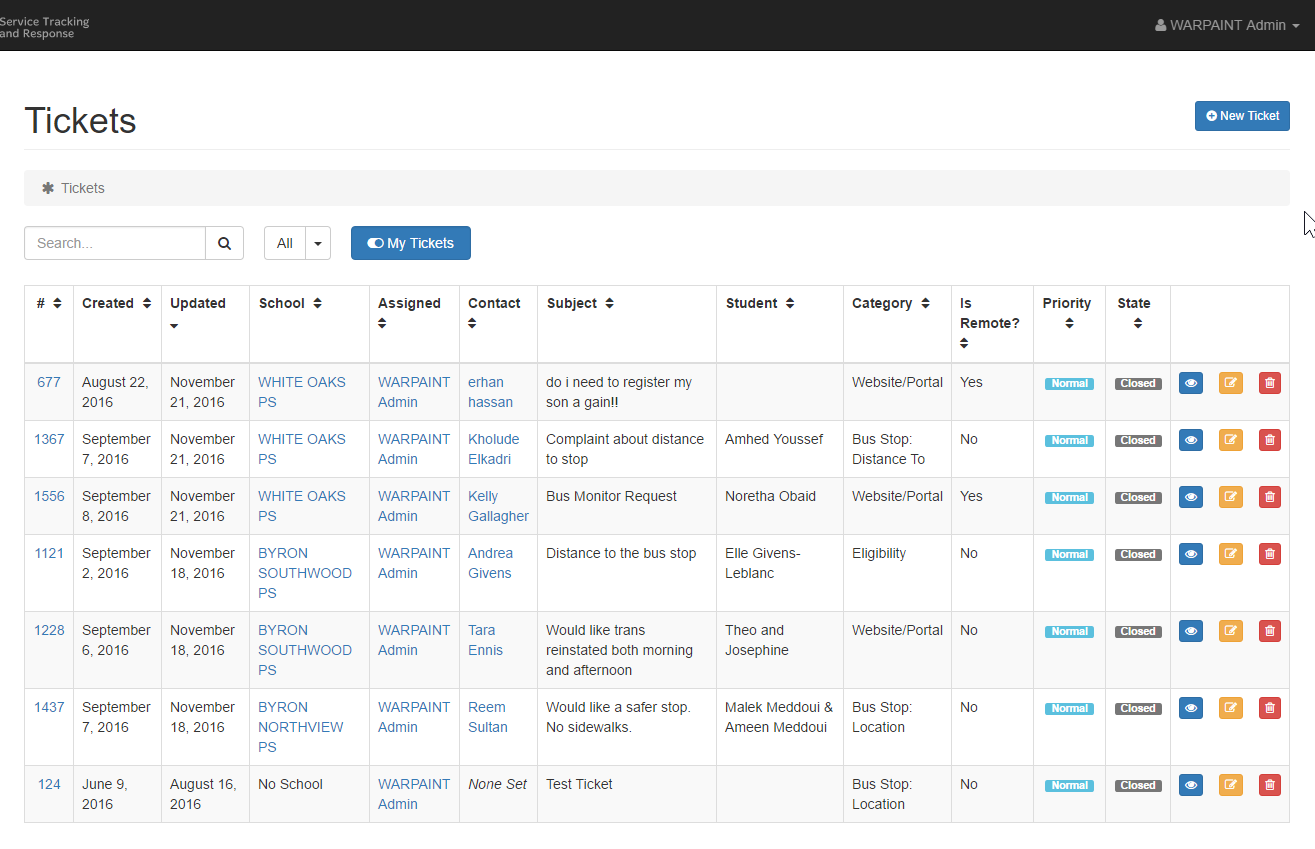 Service Tracking
and Response
WARPAINT Admin
Tickets
New Ticket
Tickets
Search...
All
My Tickets
# Created Updated School Assigned Contact Subject Student Category Is Priority State
Remote?
677 August 22, November WHITE OAKS WARPAINT erhan do i need to register my Website/Portal Yes Normal Closed
2016 21, 2016 PS Admin hassan son a gain!!
1367 September November WHITE OAKS WARPAINT Kholude Complaint about distance Amhed Youssef Bus Stop: No Normal Closed
7, 2016 21, 2016 PS Admin Elkadri to stop Distance To
1556 September November WHITE OAKS WARPAINT Kelly Bus Monitor Request Noretha Obaid Website/Portal Yes Normal Closed
8, 2016 21, 2016 PS Admin Gallagher
1121 September November BYRON WARPAINT Andrea Distance to the bus stop Elle Givens- Eligibility No Normal Closed
2, 2016 18, 2016 SOUTHWOOD Admin Givens Leblanc
PS
1228 September November BYRON WARPAINT Tara Would like trans Theo and Website/Portal No Normal Closed
6, 2016 18, 2016 SOUTHWOOD Admin Ennis reinstated both morning Josephine
PS and afternoon
1437 September November BYRON WARPAINT Reem Would like a safer stop. Malek Meddoui & Bus Stop: No Normal Closed
7, 2016 18, 2016 NORTHVIEW Admin Sultan No sidewalks. Ameen Meddoui Location
PS
124 June 9, August 16, No School WARPAINT None Set Test Ticket Bus Stop: No Normal Closed
2016 2016 Admin Location